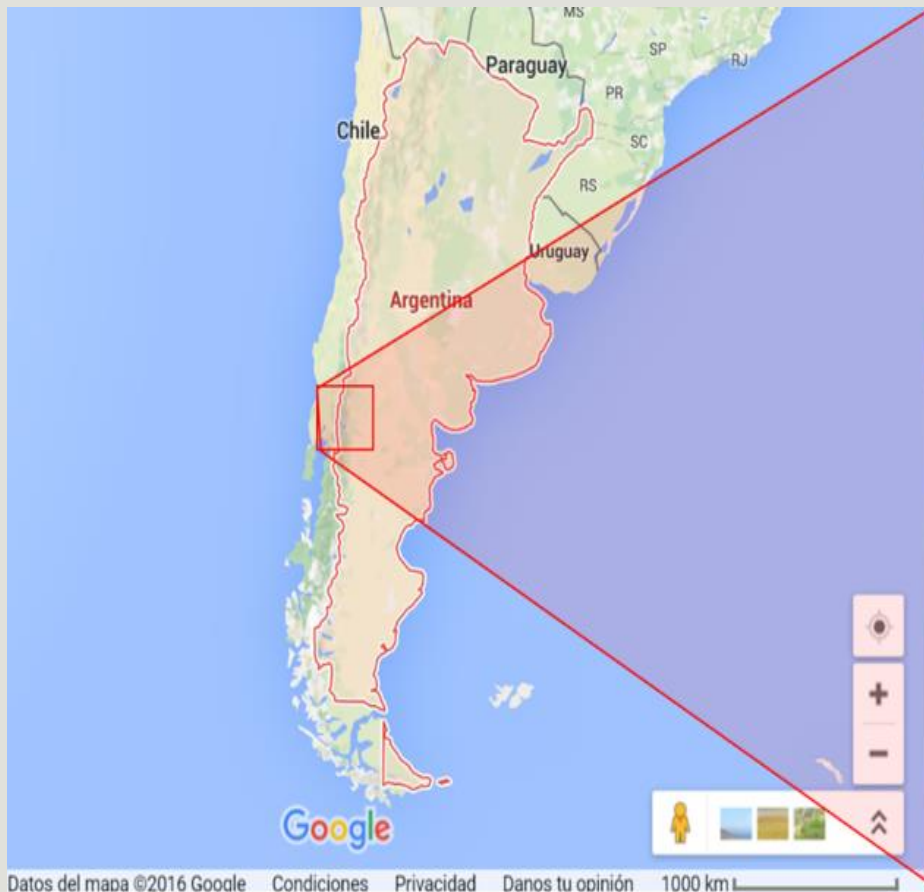 MS
SP
Paraguay
RJ
PR
Chile
SC
RS
Uruguay
Argentina
Google
Datos del mapa ©2016 Google Condiciones Privacidad Danos tu opinión 1000 km